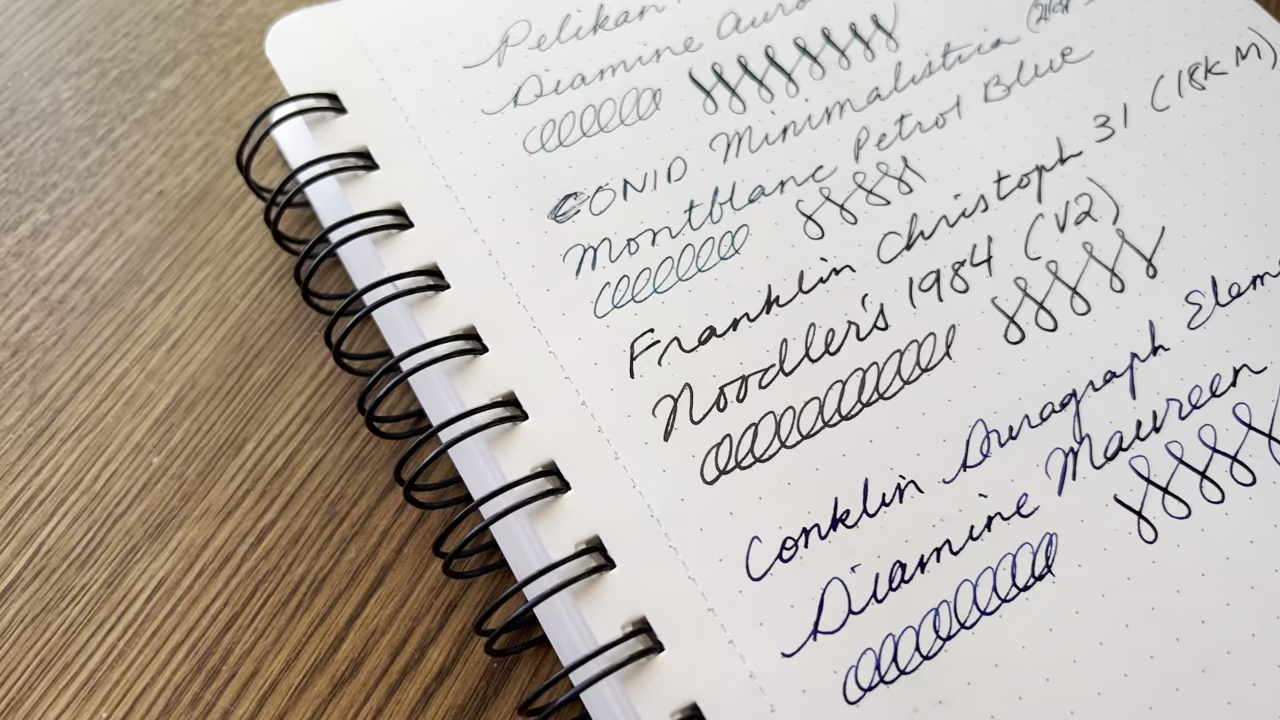 Pelikan
Diamine
CONID Minimalistica
Montblanc Petrol Blue
Franklin Christoph 31 (18K M)
Noodler's 1984 (V2)
Conklin Duragraph
Diamine Maureen